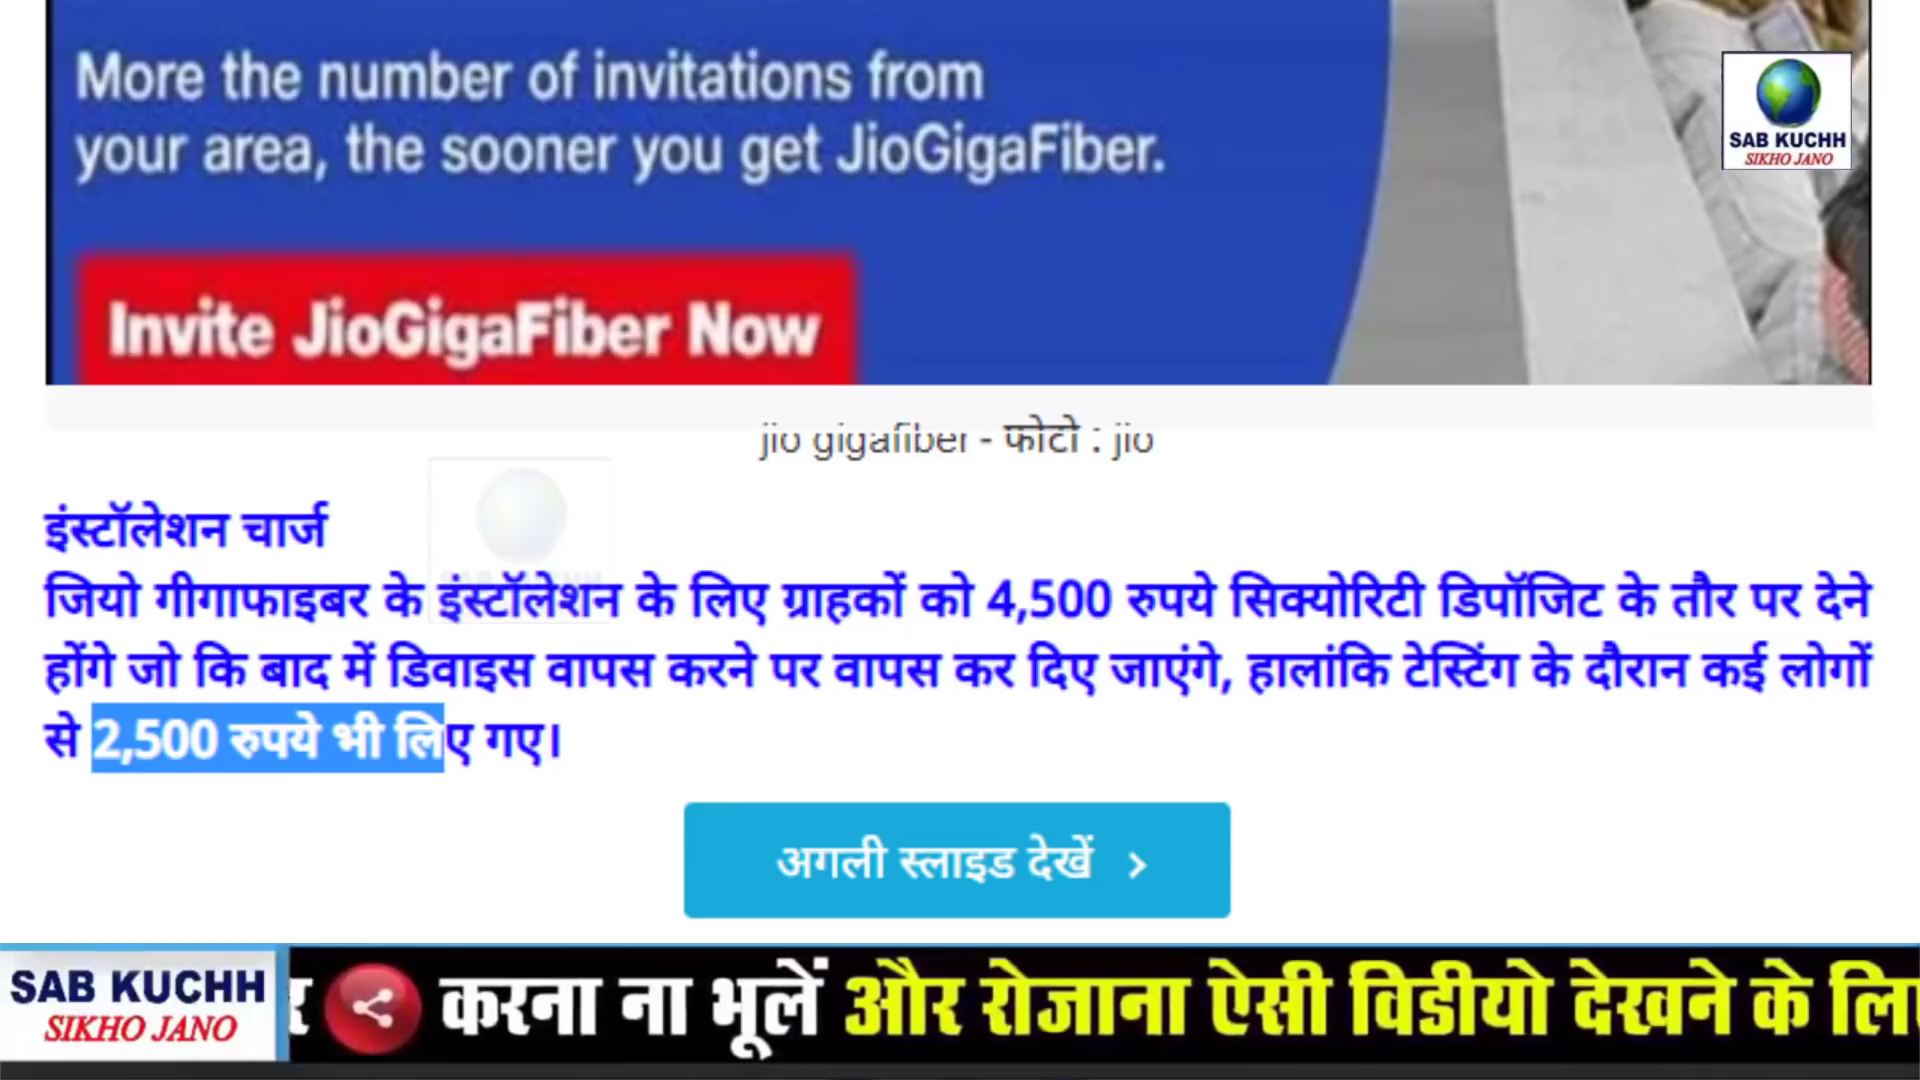 More the number of invitations from
your area, the sooner you get JioGigaFiber.
SAB KUCHH
SIKHO JANO
Invite JioGigaFiber Now
jio gigafiber - फोटो : jio
इंस्टॉलेशन चार्ज
जियो गीगाफाइबर के इंस्टॉलेशन के लिए ग्राहकों को 4,500 रुपये सिक्योरिटी डिपॉजिट के तौर पर देने
होंगे जो कि बाद में डिवाइस वापस करने पर वापस कर दिए जाएंगे, हालांकि टेस्टिंग के दौरान कई लोगों
से 2,500 रुपये भी लिए गए।
अगली स्लाइड देखें >
SAB KUCHH
SIKHO JANO
करना ना भूलें और रोजाना ऐसी विडीयो देखने के